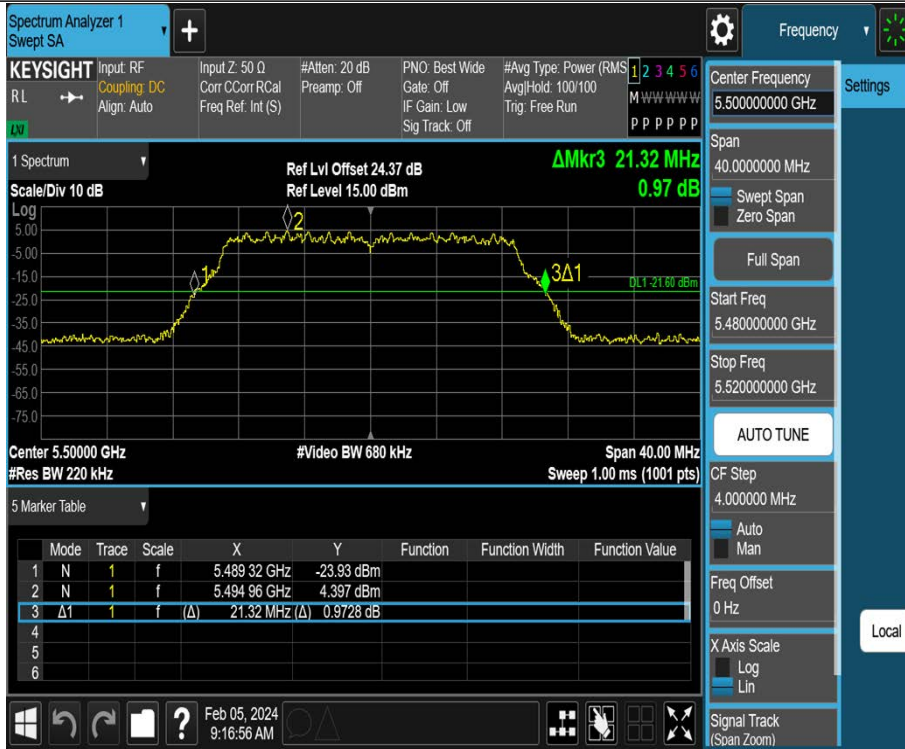 Spectrum Analyzer 1
Swept SA
+
Frequency
KEYSIGHT
RL
LXI
Input: RF
Coupling: DC
Align: Auto
Input Z: 50 Ω
Corr CCorr RCal
Freq Ref: Int (S)
#Atten: 20 dB
Preamp: Off
PNO: Best Wide
Gate: Off
IF Gain: Low
Sig Track: Off
#Avg Type: Power (RMS
Avg|Hold: 100/100
Trig: Free Run
1 2 3 4 5 6
M W W W W W
P P P P P P
1 Spectrum
Scale/Div 10 dB
Ref Lvl Offset 24.37 dB
Ref Level 15.00 dBm
ΔMkr3 21.32 MHz
0.97 dB
Log
5.00
-5.00
-15.0
-25.0
-35.0
-45.0
-55.0
-65.0
-75.0
1
2
3Δ1
DL1 -21.60 dBm
Center 5.50000 GHz
#Video BW 680 kHz
Span 40.00 MHz
#Res BW 220 kHz
Sweep 1.00 ms (1001 pts)
5 Marker Table
Mode Trace Scale X Y Function Function Width Function Value
1 N 1 f 5.489 32 GHz -23.93 dBm
2 N 1 f 5.494 96 GHz 4.397 dBm
3 Δ1 1 f (Δ) 21.32 MHz (Δ) 0.9728 dB
4
5
6
?
Feb 05, 2024
9:16:56 AM
Center Frequency
5.500000000 GHz
Span
40.0000000 MHz
Swept Span
Zero Span
Full Span
Start Freq
5.480000000 GHz
Stop Freq
5.520000000 GHz
AUTO TUNE
CF Step
4.000000 MHz
Auto
Man
Freq Offset
0 Hz
X Axis Scale
Log
Lin
Signal Track
(Span Zoom)
Settings
Local